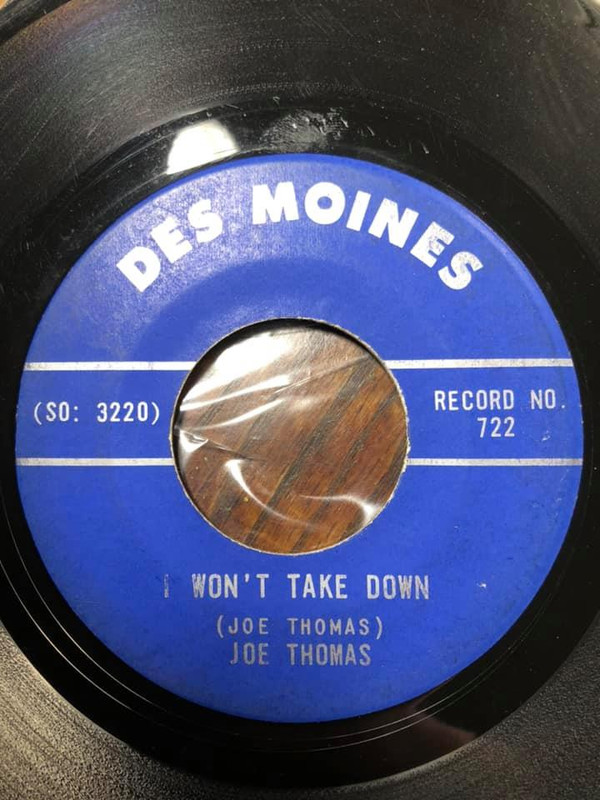 DES MOINES
(SO: 3220)
RECORD NO.
722
I WON'T TAKE DOWN
(JOE THOMAS)
JOE THOMAS